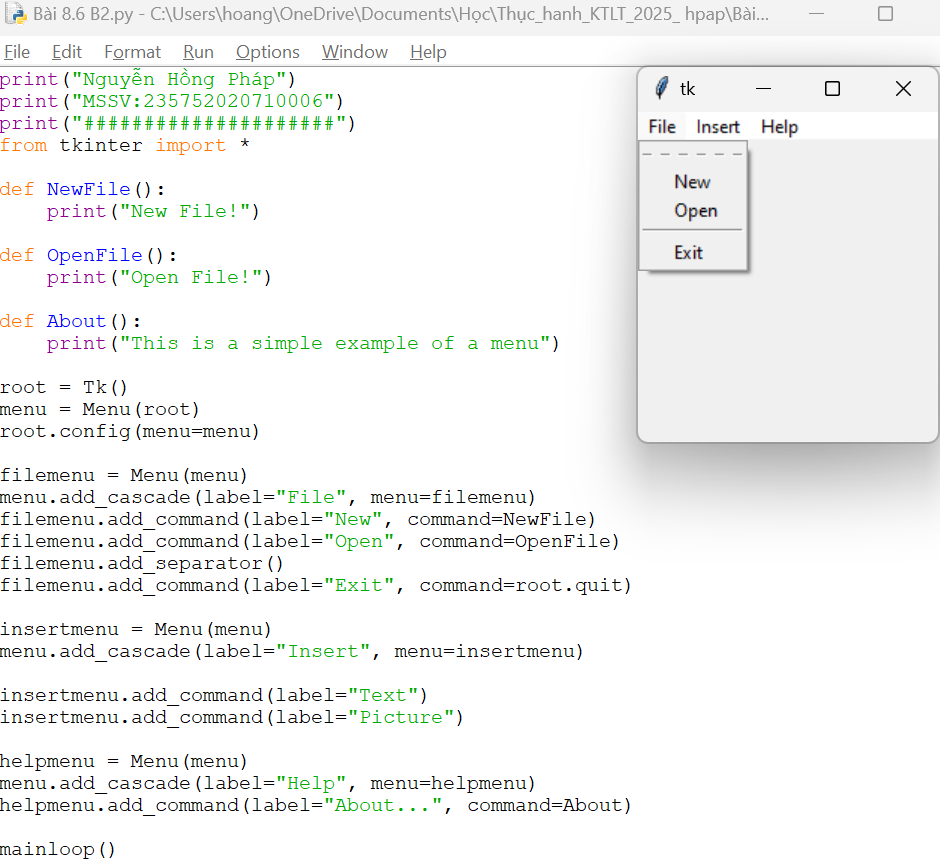 Bài 8.6 B2.py - C:\Users\hoang\OneDrive\Documents\Học\Thực_hanh_KTLT_2025_ hpap\Bài...
File Edit Format Run Options Window Help
print("Nguyễn Hồng Pháp")
print("MSSV:235752020710006")
print("#####################")
from tkinter import *
def NewFile():
    print("New File!")
def OpenFile():
    print("Open File!")
def About():
    print("This is a simple example of a menu")
root = Tk()
menu = Menu(root)
root.config(menu=menu)
filemenu = Menu(menu)
menu.add_cascade(label="File", menu=filemenu)
filemenu.add_command(label="New", command=NewFile)
filemenu.add_command(label="Open", command=OpenFile)
filemenu.add_separator()
filemenu.add_command(label="Exit", command=root.quit)
insertmenu = Menu(menu)
menu.add_cascade(label="Insert", menu=insertmenu)
insertmenu.add_command(label="Text")
insertmenu.add_command(label="Picture")
helpmenu = Menu(menu)
menu.add_cascade(label="Help", menu=helpmenu)
helpmenu.add_command(label="About...", command=About)
mainloop()
tk
File Insert Help
New
Open
Exit